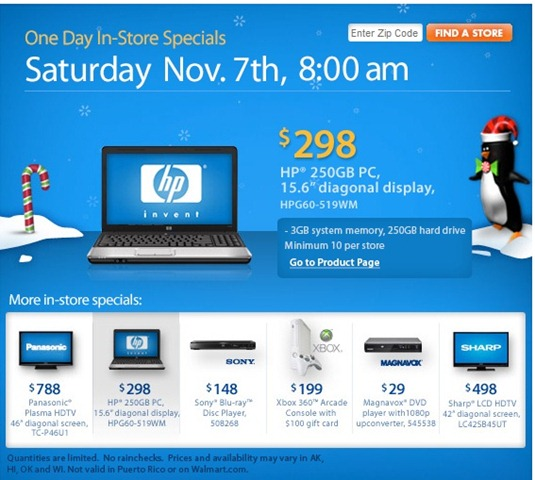 One Day In-Store Specials
Enter Zip Code
FIND A STORE
Saturday Nov. 7th, 8:00 am
$298
HP® 250GB PC,
15.6" diagonal display,
HPG60-519WM
hp
invent
- 3GB system memory, 250GB hard drive
Minimum 10 per store
Go to Product Page
More in-store specials:
Panasonic
$788
Panasonic®
Plasma HDTV
46" diagonal screen,
TC-P46U1
hp
invent
$298
HP® 250GB PC,
15.6" diagonal display,
HPG60-519WM
SONY
$148
Sony® Blu-ray™
Disc Player,
S0826B
XBOX
$199
Xbox 360™ Arcade
Console with
$100 gift card
MAGNAVOX
$29
Magnavox® DVD
player with 1080p
upconverter, 545538
SHARP
$498
Sharp® LCD HDTV
42" diagonal screen,
LC42SB45UT
Quantities are limited. No rainchecks. Prices and availability may vary in AK,
HI, OK and WI. Not valid in Puerto Rico or on Walmart.com.